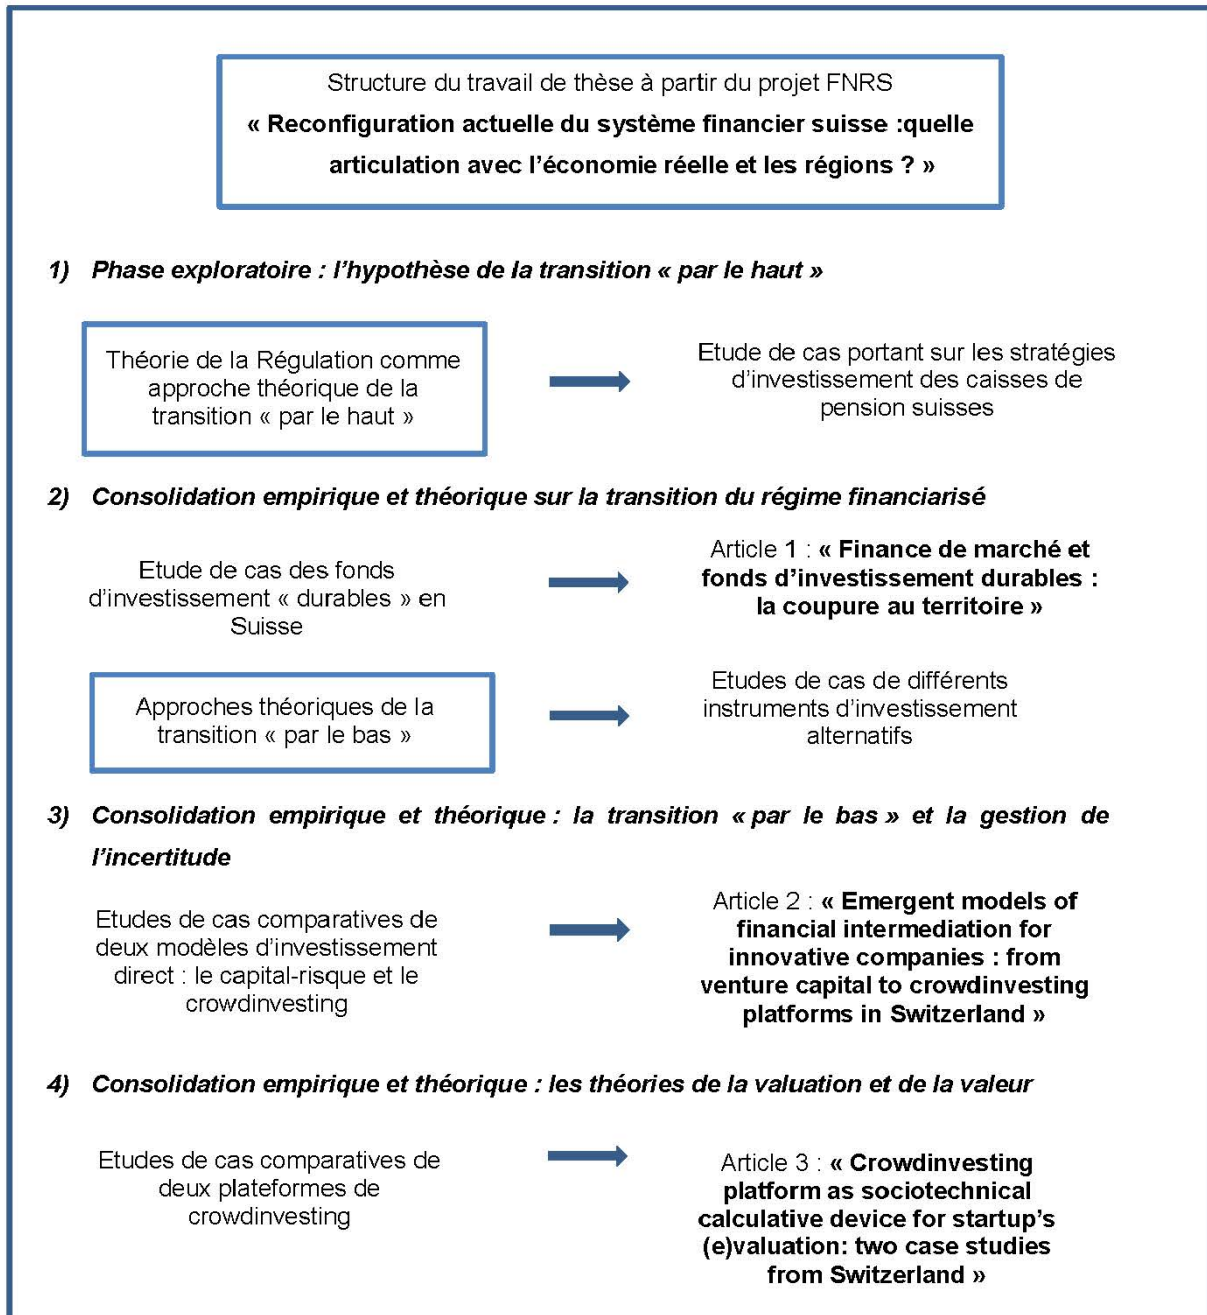 Structure du travail de thèse à partir du projet FNRS
« Reconfiguration actuelle du système financier suisse :quelle
articulation avec l’économie réelle et les régions ? »
1) Phase exploratoire : l’hypothèse de la transition « par le haut »
Théorie de la Régulation comme
approche théorique de la
transition « par le haut »
Etude de cas portant sur les stratégies
d’investissement des caisses de
pension suisses
2) Consolidation empirique et théorique sur la transition du régime financiarisé
Etude de cas des fonds
d’investissement « durables » en
Suisse
Article 1 : « Finance de marché et
fonds d’investissement durables :
la coupure au territoire »
Approches théoriques de la
transition « par le bas »
Etudes de cas de différents
instruments d’investissement
alternatifs
3) Consolidation empirique et théorique : la transition « par le bas » et la gestion de
l’incertitude
Etudes de cas comparatives de
deux modèles d’investissement
direct : le capital-risque et le
crowdinvesting
Article 2 : « Emergent models of
financial intermediation for
innovative companies : from
venture capital to crowdinvesting
platforms in Switzerland »
4) Consolidation empirique et théorique : les théories de la valuation et de la valeur
Etudes de cas comparatives de
deux plateformes de
crowdinvesting
Article 3 : « Crowdinvesting
platform as sociotechnical
calculative device for startup’s
(e)valuation: two case studies
from Switzerland »